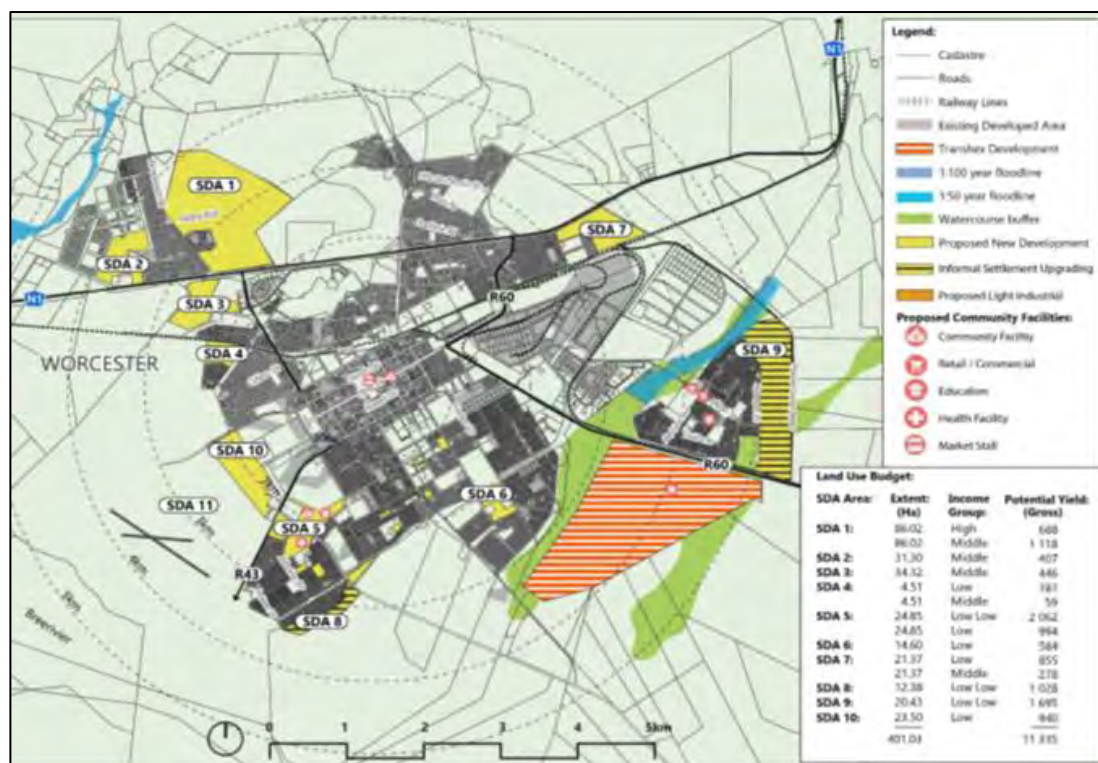 Legend:
Cadastre
Roads
Railway Lines
Existing Developed Area
Transhex Development
1:100 year floodline
1:50 year floodline
Watercourse buffer
Proposed New Development
Informal Settlement Upgrading
Proposed Light Industrial
Proposed Community Facilities:
Community Facility
Retail / Commercial
Education
Health Facility
Market Stall
N1
SDA 1
SDA 7
SDA 2
N1
SDA 3
R60
SDA 4
WORCESTER
SDA 9
SDA 10
R60
SDA 11
SDA 6
SDA 5
R43
SDA 8
5km
Breerivier
0 1 2 3 4 5km
Land Use Budget:
SDA Area: Extent: (Ha) Income Group: Potential Yield: (Gross)
SDA 1: 86.02 High 688
86.02 Middle 1 118
SDA 2: 31.30 Middle 407
SDA 3: 34.32 Middle 446
SDA 4: 4.51 Low 181
4.51 Middle 59
SDA 5: 24.85 Low Low 2 062
24.85 Low 994
SDA 6: 14.60 Low 584
SDA 7: 21.37 Low 855
21.37 Middle 278
SDA 8: 12.38 Low Low 1 028
SDA 9: 20.43 Low Low 1 695
SDA 10: 23.50 Low 940
401.03 11 335